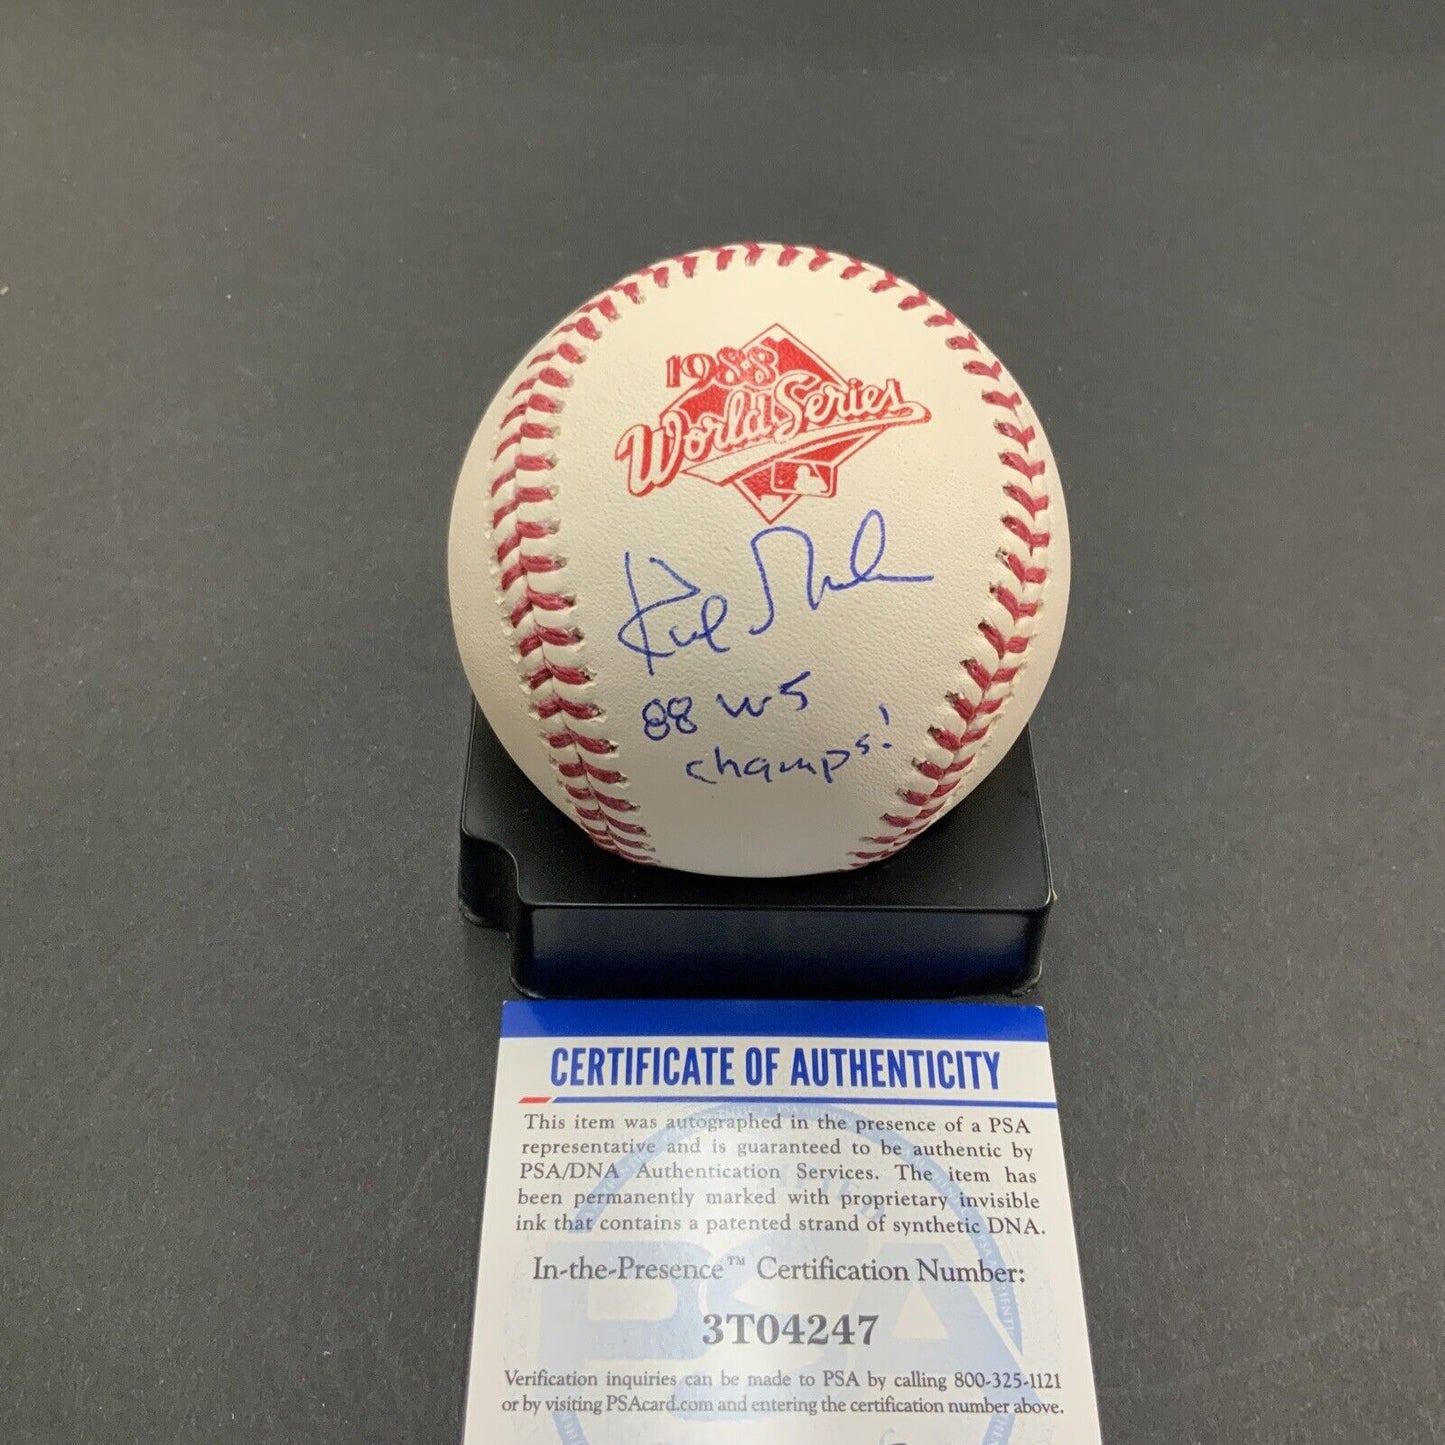 1988
World Series
88 WS
champs!
CERTIFICATE OF AUTHENTICITY
This item was autographed in the presence of a PSA
representative and is guaranteed to be authentic by
PSA/DNA Authentication Services. The item has
been permanently marked with proprietary invisible
ink that contains a patented strand of synthetic DNA.
In-the-Presence™ Certification Number:
3T04247
Verification inquiries can be made to PSA by calling 800-325-1121
or by visiting PSAcard.com and entering the certification number above.